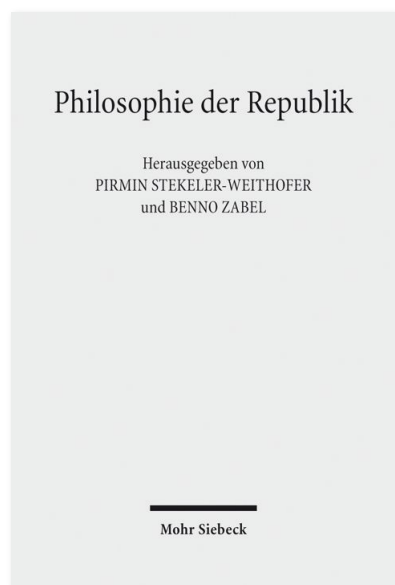 Philosophie der Republik
Herausgegeben von
PIRMIN STEKELER-WEITHOFER
und BENNO ZABEL
Mohr Siebeck